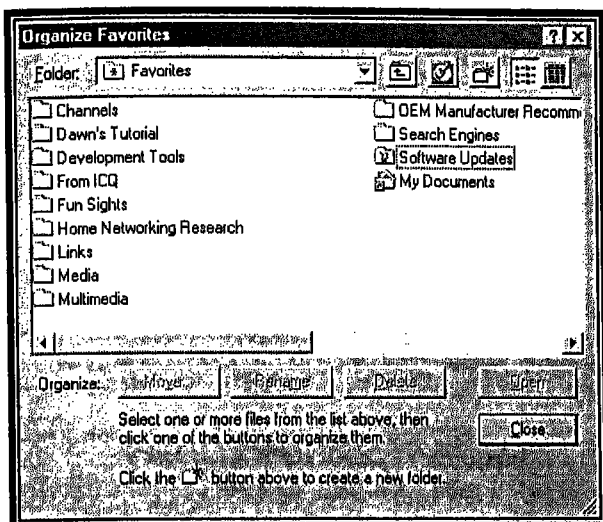 Organize Favorites
Folder: Favorites
Channels
Dawn's Tutorial
Development Tools
From ICQ
Fun Sights
Home Networking Research
Links
Media
Multimedia
OEM Manufacturer Recomm
Search Engines
Software Updates
My Documents
Organize: Move... Rename Delete Open
Select one or more files from the list above, then
click one of the buttons to organize them.
Close
Click the button above to create a new folder.